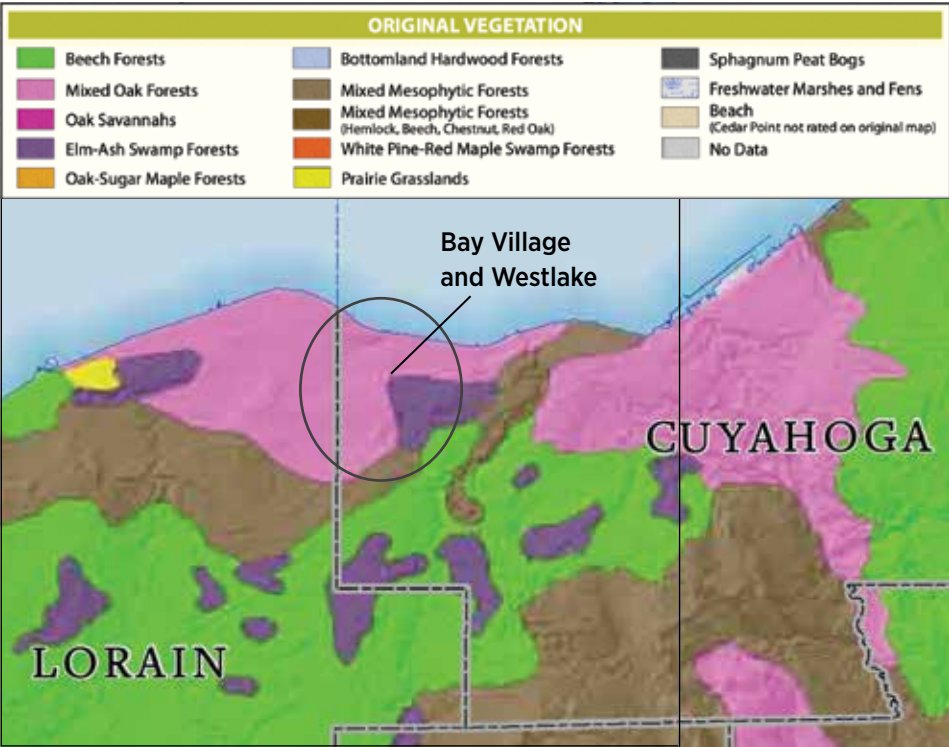 ORIGINAL VEGETATION
Beech Forests
Mixed Oak Forests
Oak Savannahs
Elm-Ash Swamp Forests
Oak-Sugar Maple Forests
Bottomland Hardwood Forests
Mixed Mesophytic Forests
Mixed Mesophytic Forests
(Hemlock, Beech, Chestnut, Red Oak)
White Pine-Red Maple Swamp Forests
Prairie Grasslands
Sphagnum Peat Bogs
Freshwater Marshes and Fens
Beach
(Cedar Point not rated on original map)
No Data
Bay Village
and Westlake
CUYAHOGA
LORAIN